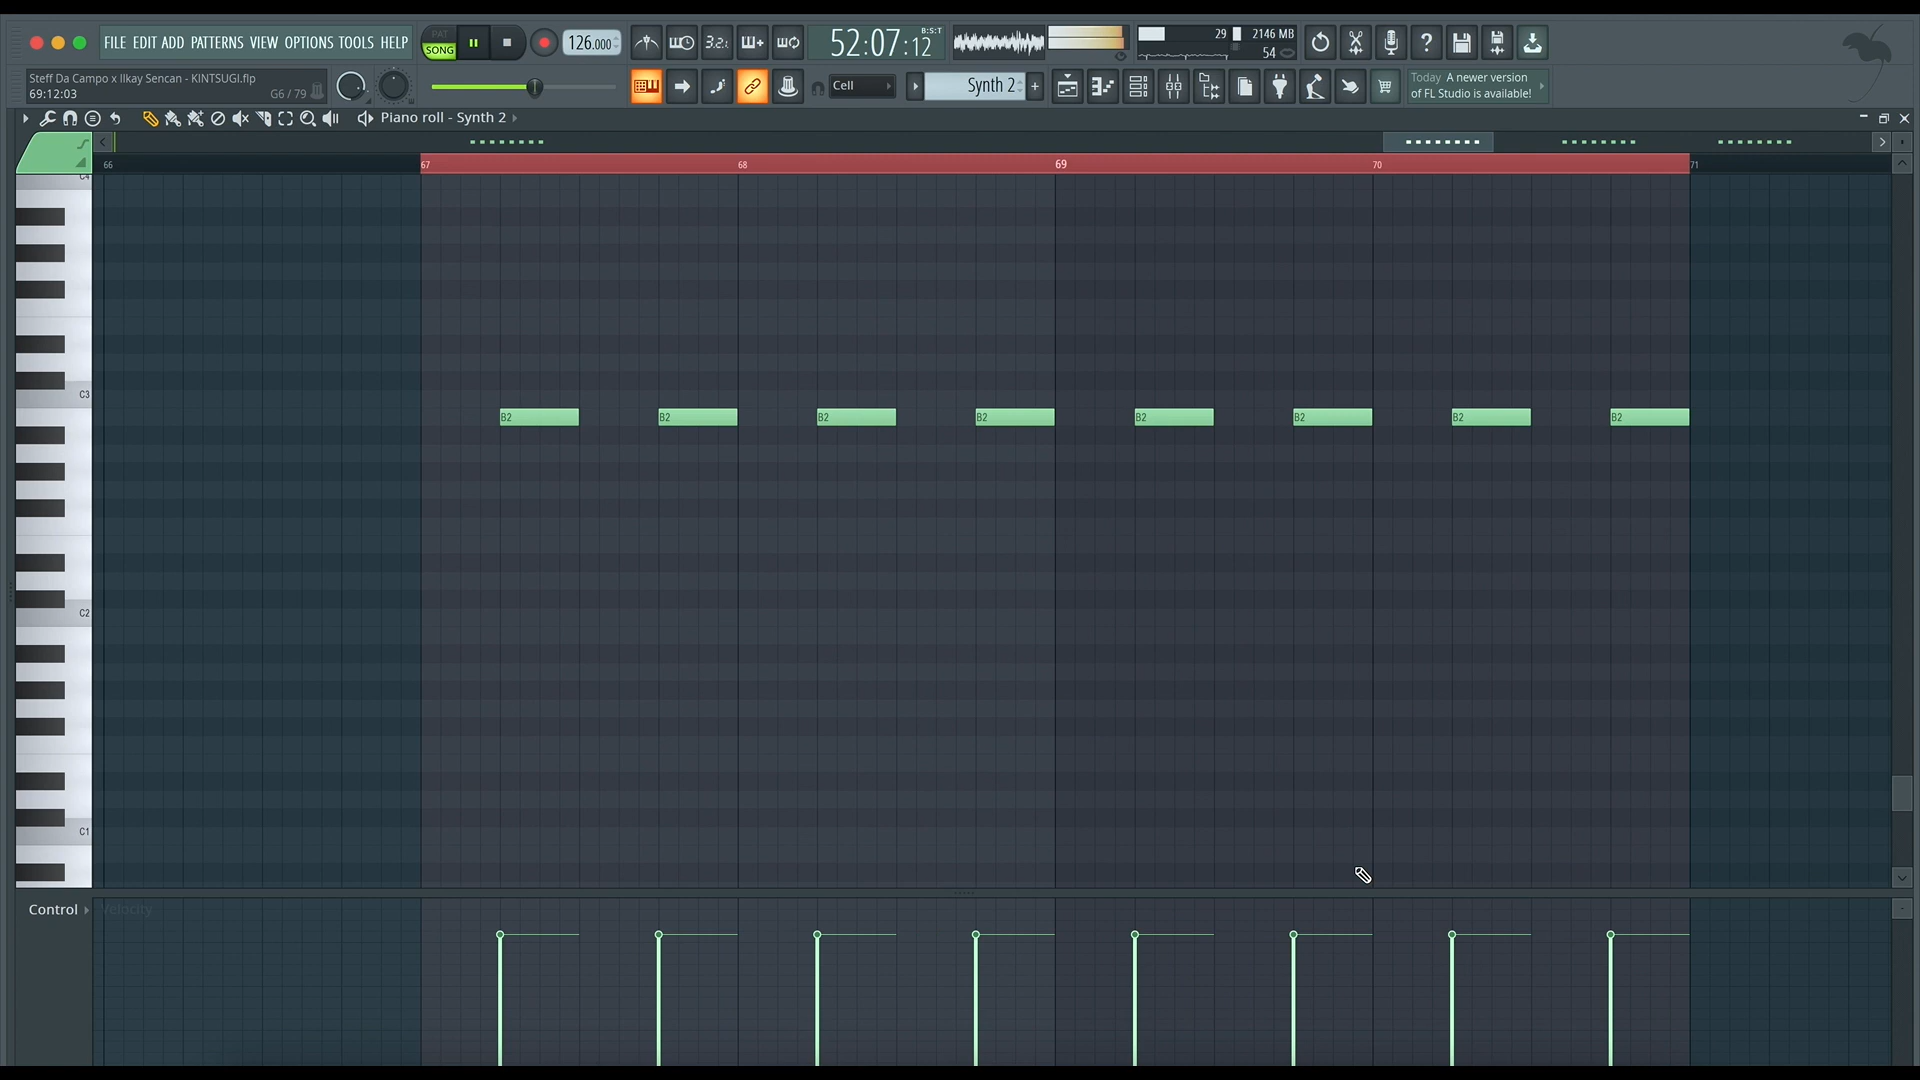 FILE EDIT ADD PATTERNS VIEW OPTIONS TOOLS HELP
PAT
SONG
126.000
3.2.
52:07:12
B:S:T
29
2146 MB
54
Steff Da Campo x Ilkay Sencan - KINTSUGI.flp
69:12:03
G6 / 79
Cell
Synth 2
Today A newer version
of FL Studio is available!
Piano roll - Synth 2
66
67
68
69
70
71
C4
C3
B2
B2
B2
B2
B2
B2
B2
B2
C2
C1
Control
Velocity